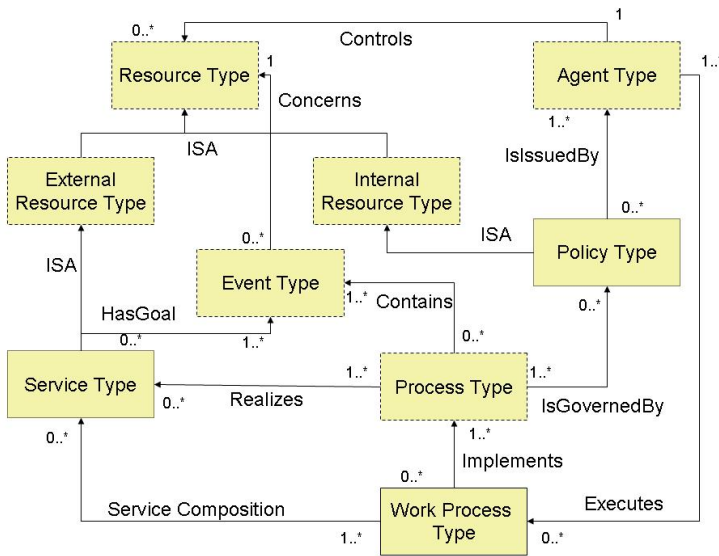 0..*
Controls
1
Resource Type
1
Agent Type
1..*
Concerns
1..*
ISA
IsIssuedBy
External
Resource Type
Internal
Resource Type
0..*
ISA
ISA
Policy Type
0..*
Event Type
1..*
Contains
0..*
HasGoal
0..*
1..*
0..*
Service Type
1..*
Process Type
1..*
0..*
Realizes
IsGovernedBy
0..*
1..*
0..*
Implements
Service Composition
Work Process
Type
Executes
1..*
0..*